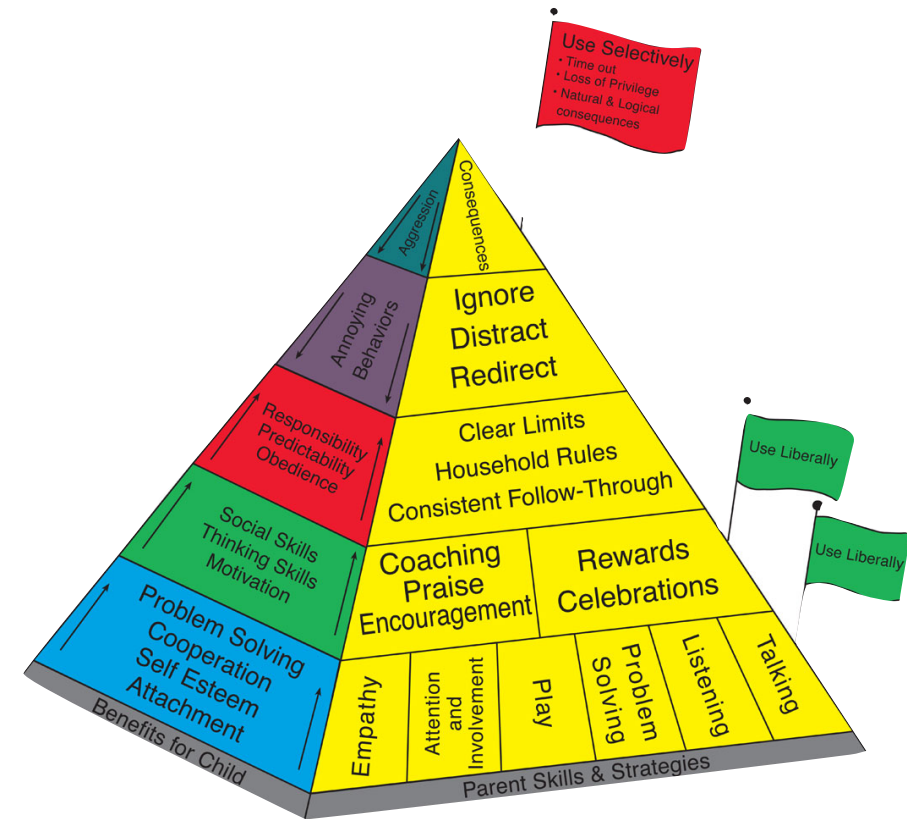 Use Selectively
• Time out
• Loss of Privilege
• Natural & Logical
consequences
Aggression
Consequences
Annoying
Behaviors
Ignore
Distract
Redirect
Responsibility
Predictability
Obedience
Clear Limits
Household Rules
Consistent Follow-Through
Use Liberally
Social Skills
Thinking Skills
Motivation
Coaching
Praise
Encouragement
Rewards
Celebrations
Use Liberally
Problem Solving
Cooperation
Self Esteem
Attachment
Empathy
Attention
and
Involvement
Play
Problem
Solving
Listening
Talking
Benefits for Child
Parent Skills & Strategies